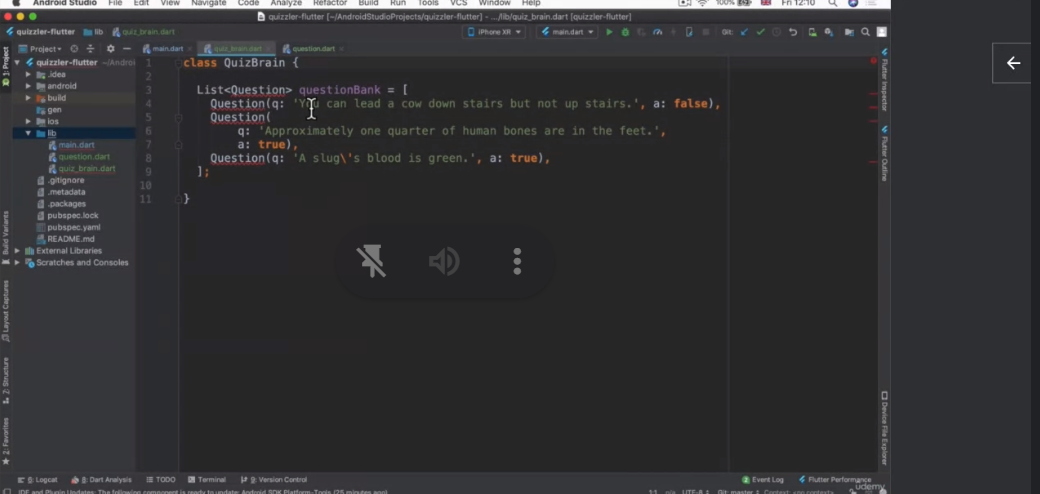 Android Studio File Edit View Navigate Code Analyze Refactor Build Run Tools VCS Window Help 100% Fri 12:10
quizzler-flutter [~/AndroidStudioProjects/quizzler-flutter] - .../lib/quiz_brain.dart [quizzler-flutter]
quizzler-flutter lib quiz_brain.dart iPhone XR main.dart Git:
Project main.dart quiz_brain.dart question.dart
quizzler-flutter ~/Android
.idea
android
build
gen
ios
lib
main.dart
question.dart
quiz_brain.dart
.gitignore
.metadata
.packages
pubspec.lock
pubspec.yaml
README.md
External Libraries
Scratches and Consoles
1 class QuizBrain {
2
3 List<Question> questionBank = [
4 Question(q: 'You can lead a cow down stairs but not up stairs.', a: false),
5 Question(
6 q: 'Approximately one quarter of human bones are in the feet.',
7 a: true),
8 Question(q: 'A slug\'s blood is green.', a: true),
9 ];
10
11 }
1: Project
Build Variants
Layout Captures
7: Structure
2: Favorites
Flutter Inspector
Flutter Outline
Device File Explorer
6: Logcat Dart Analysis TODO Terminal 9: Version Control Event Log Flutter Performance
IDE and Plugin Updates: The following component is ready to update: Android SDK Platform-Tools (25 minutes ago) 1:1 UTF-8 Git: master
udemy